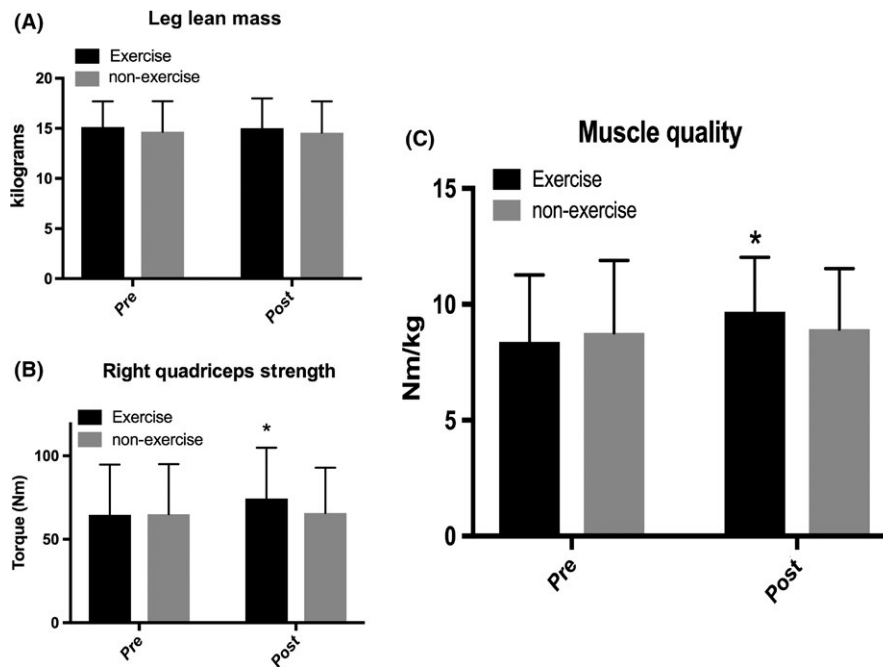 (A)
Leg lean mass
Exercise
non-exercise
kilograms
20
15
10
5
0
Pre
Post
(B)
Right quadriceps strength
Exercise
non-exercise
*
Torque (Nm)
100
50
0
Pre
Post
(C)
Muscle quality
Exercise
non-exercise
*
Nm/kg
15
10
5
0
Pre
Post